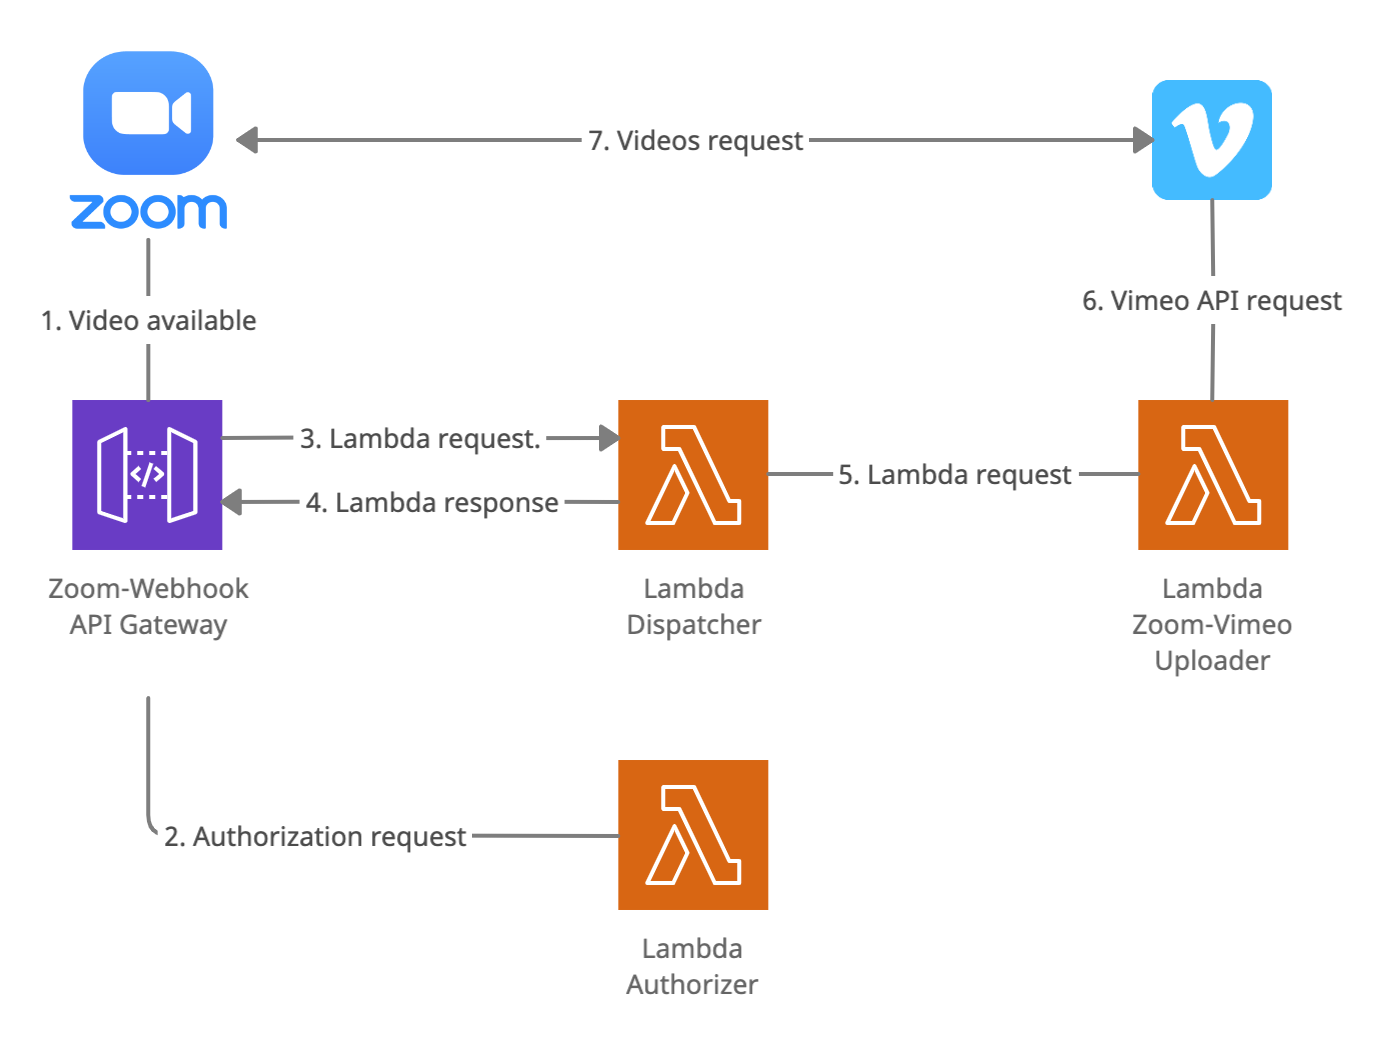 zoom
7. Videos request
1. Video available
6. Vimeo API request
3. Lambda request.
4. Lambda response
5. Lambda request
Zoom-Webhook
API Gateway
Lambda
Dispatcher
Lambda
Zoom-Vimeo
Uploader
2. Authorization request
Lambda
Authorizer